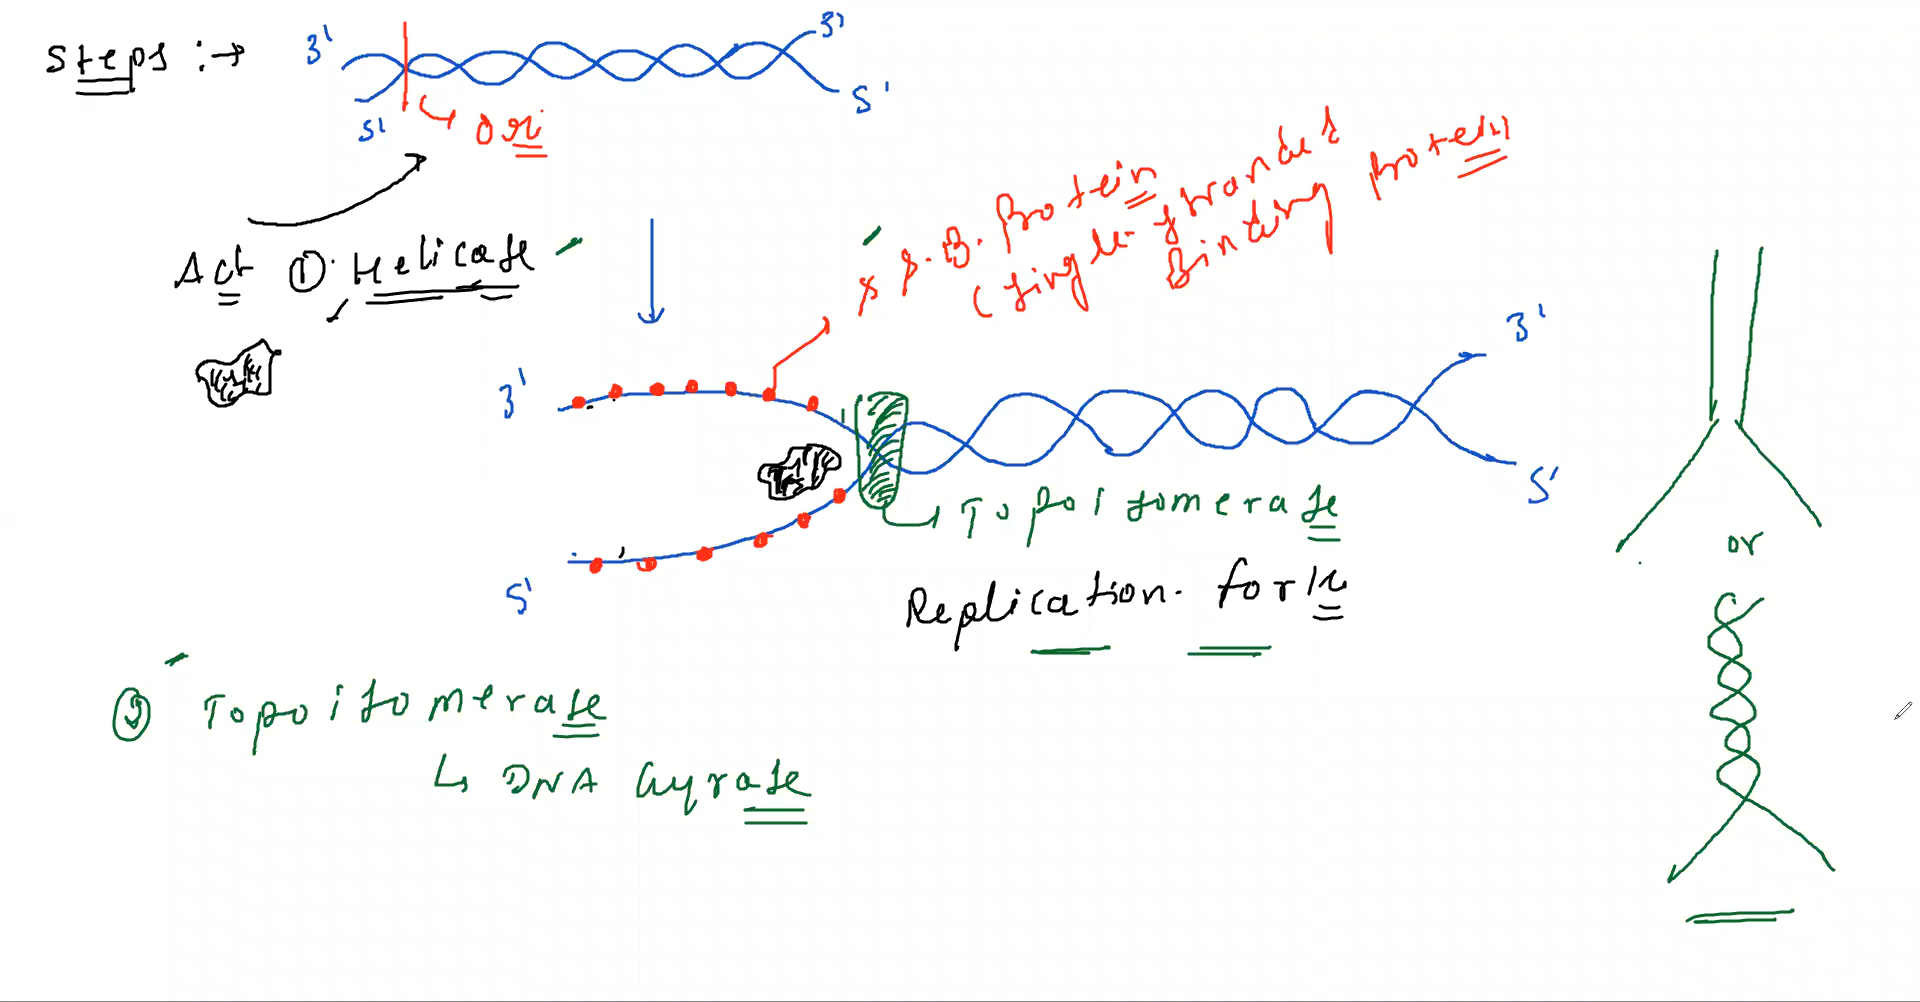 Steps :→
3'
3'
5'
5'
Ori
Act ①. Helicase
S.S.B. Protein
(Single stranded
Binding protein
3'
3'
5'
5'
Topoisomerase
Replication fork
or
② Topoisomerase
↳ DNA Gyrase